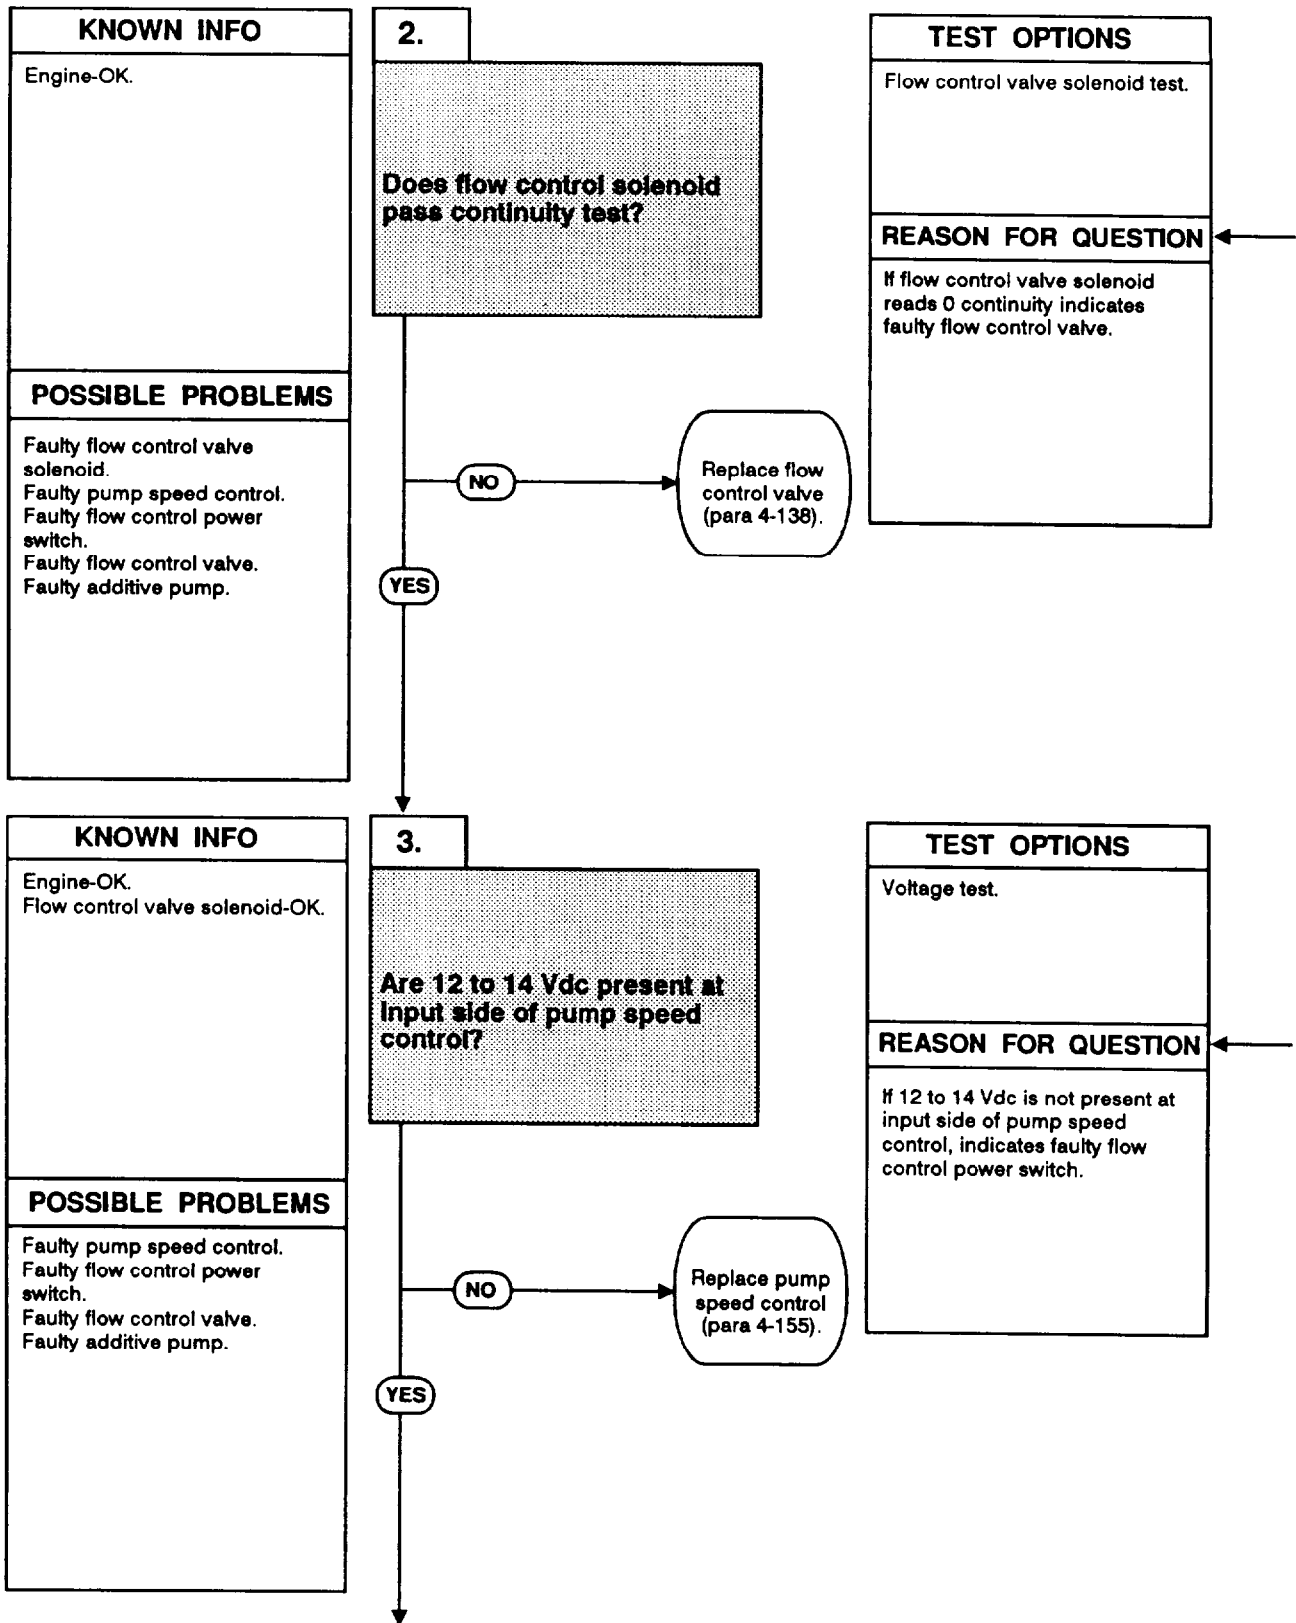 KNOWN INFO
Engine-OK.
POSSIBLE PROBLEMS
Faulty flow control valve
solenoid.
Faulty pump speed control.
Faulty flow control power
switch.
Faulty flow control valve.
Faulty additive pump.
2.
Does flow control solenoid
pass continuity test?
NO
Replace flow
control valve
(para 4-138).
YES
TEST OPTIONS
Flow control valve solenoid test.
REASON FOR QUESTION
If flow control valve solenoid
reads 0 continuity indicates
faulty flow control valve.
KNOWN INFO
Engine-OK.
Flow control valve solenoid-OK.
POSSIBLE PROBLEMS
Faulty pump speed control.
Faulty flow control power
switch.
Faulty flow control valve.
Faulty additive pump.
3.
Are 12 to 14 Vdc present at
input side of pump speed
control?
NO
Replace pump
speed control
(para 4-155).
YES
TEST OPTIONS
Voltage test.
REASON FOR QUESTION
If 12 to 14 Vdc is not present at
input side of pump speed
control, indicates faulty flow
control power switch.